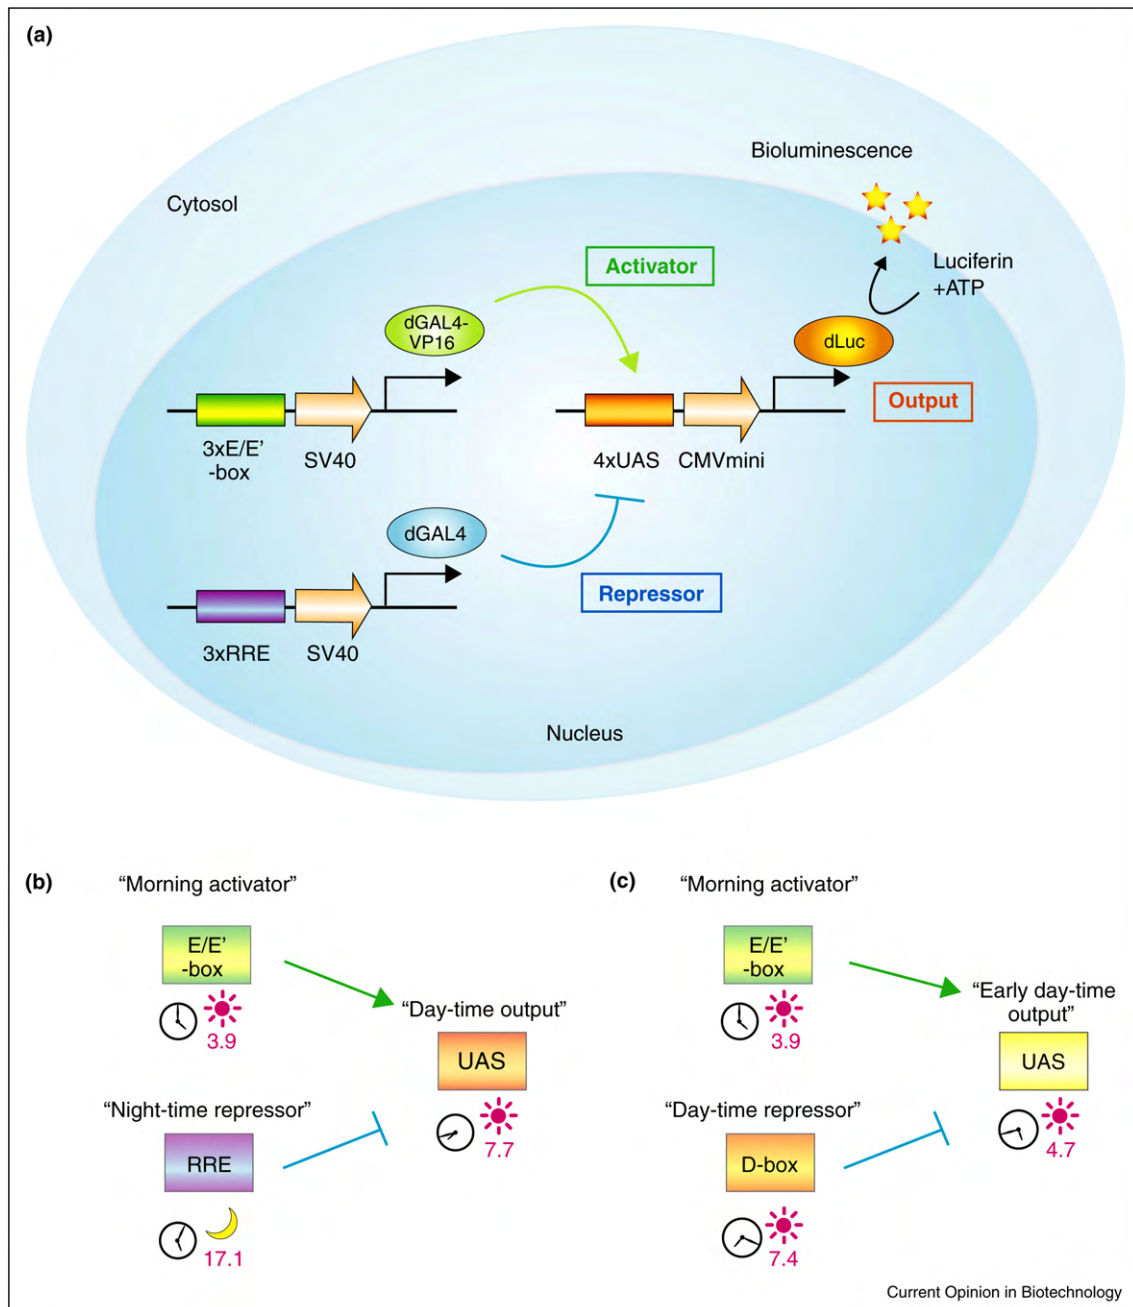 (a)
Bioluminescence
Cytosol
Activator
Luciferin
+ATP
dGAL4-
VP16
dLuc
Output
3xE/E'
-box
SV40
4xUAS
CMVmini
dGAL4
Repressor
3xRRE
SV40
Nucleus
(b)
“Morning activator”
E/E'
-box
3.9
“Day-time output”
UAS
7.7
“Night-time repressor”
RRE
17.1
(c)
“Morning activator”
E/E'
-box
3.9
“Early day-time
output”
UAS
4.7
“Day-time repressor”
D-box
7.4
Current Opinion in Biotechnology